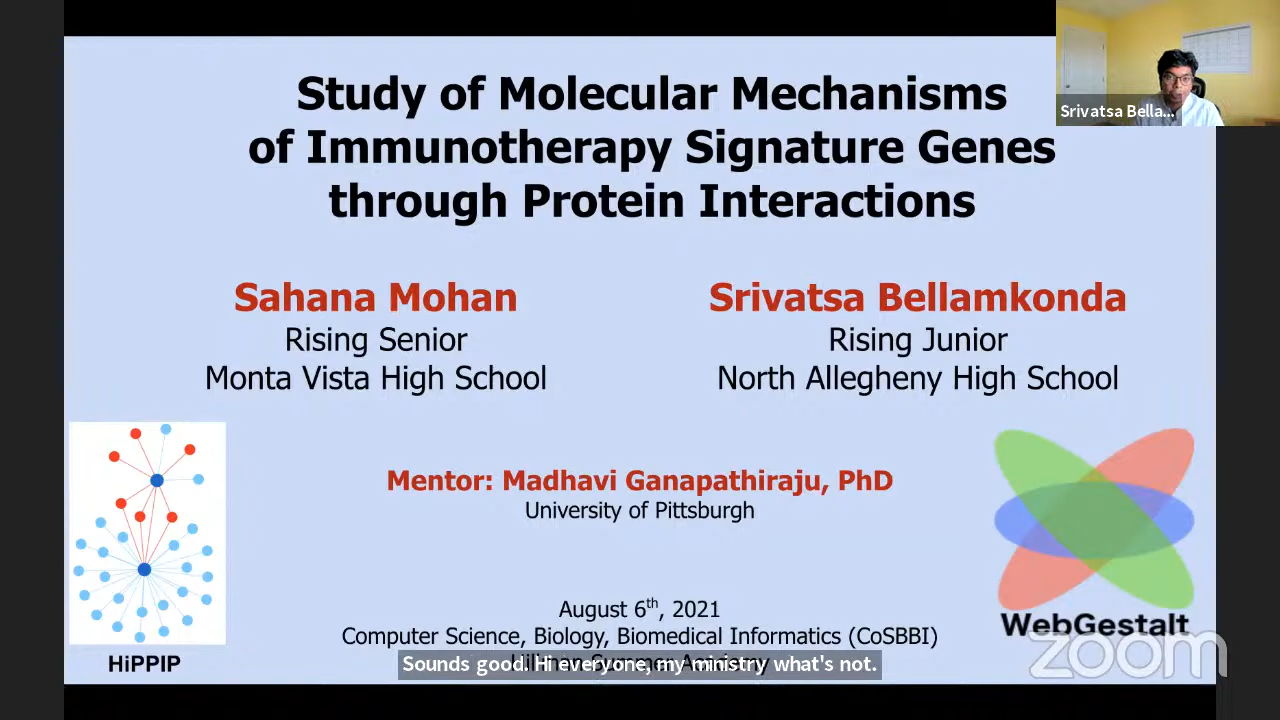 Study of Molecular Mechanisms
of Immunotherapy Signature Genes
through Protein Interactions
Srivatsa Bella...
Sahana Mohan
Rising Senior
Monta Vista High School
Srivatsa Bellamkonda
Rising Junior
North Allegheny High School
Mentor: Madhavi Ganapathiraju, PhD
University of Pittsburgh
HiPPIP
WebGestalt
August 6th, 2021
Computer Science, Biology, Biomedical Informatics (CoSBBI)
Sounds good. Hi everyone, my ministry what's not.
zoom